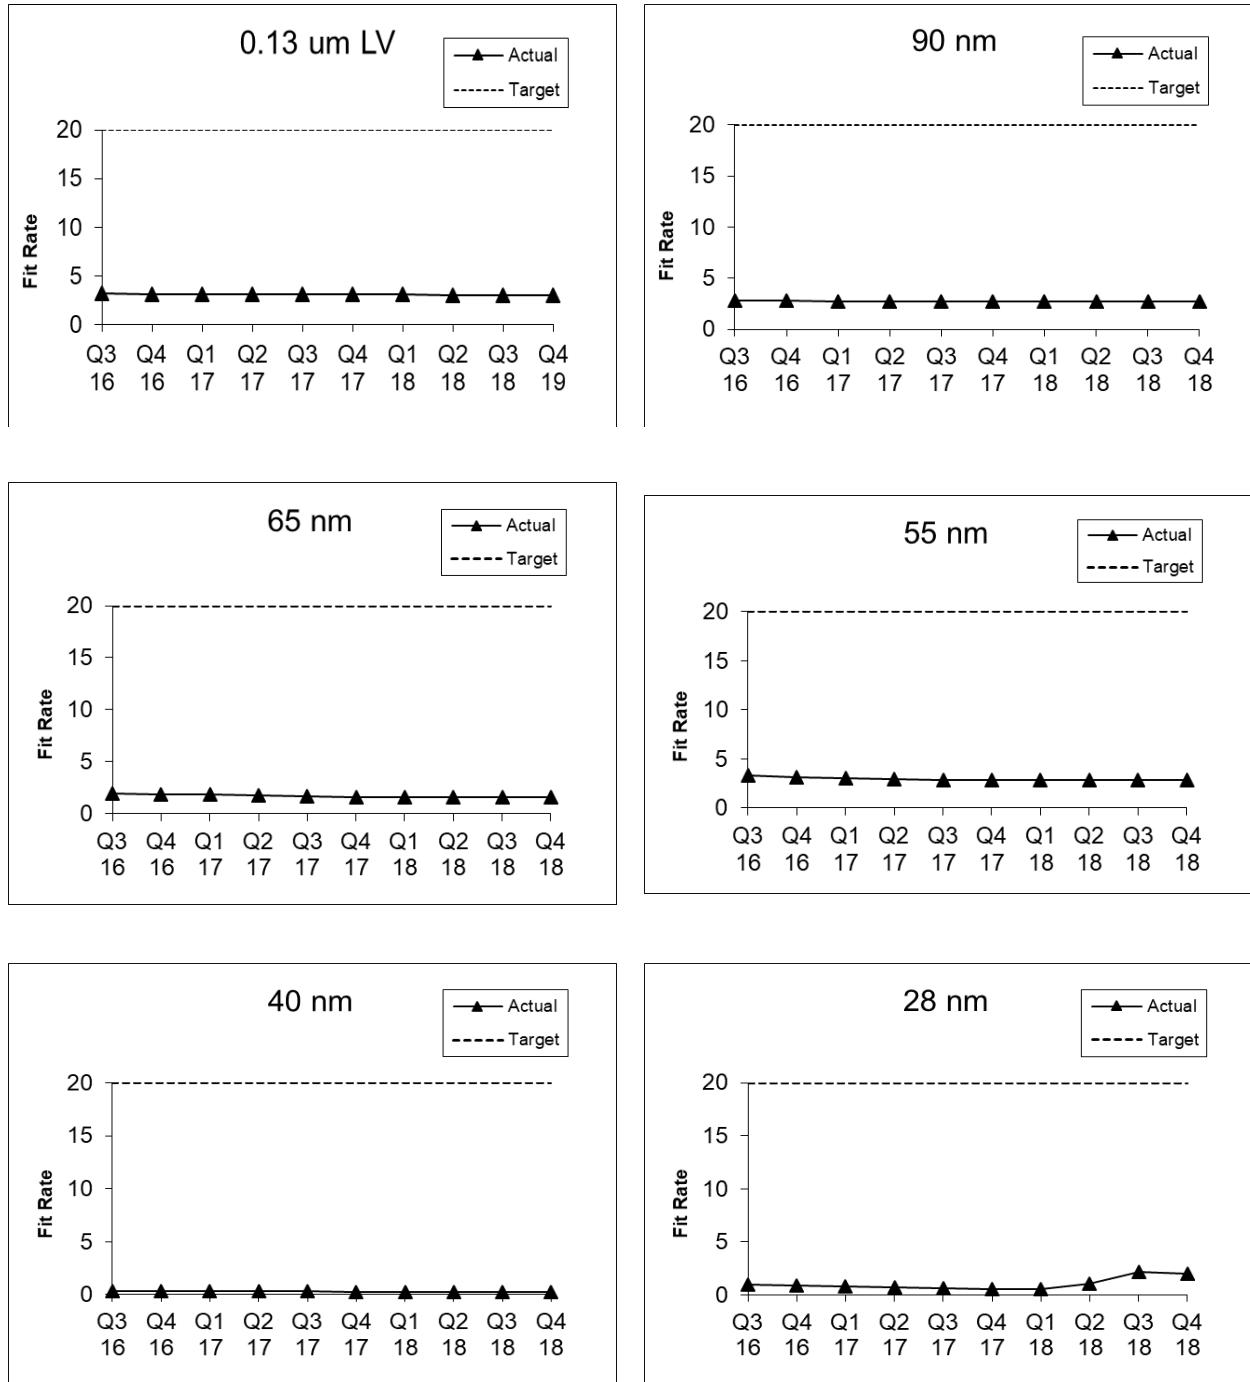 0.13 um LV
Actual
Target
20
15
10
5
0
Fit Rate
Q3 Q4 Q1 Q2 Q3 Q4 Q1 Q2 Q3 Q4
16 16 17 17 17 17 18 18 18 19
90 nm
Actual
Target
20
15
10
5
0
Fit Rate
Q3 Q4 Q1 Q2 Q3 Q4 Q1 Q2 Q3 Q4
16 16 17 17 17 17 18 18 18 18
65 nm
Actual
Target
20
15
10
5
0
Fit Rate
Q3 Q4 Q1 Q2 Q3 Q4 Q1 Q2 Q3 Q4
16 16 17 17 17 17 18 18 18 18
55 nm
Actual
Target
20
15
10
5
0
Fit Rate
Q3 Q4 Q1 Q2 Q3 Q4 Q1 Q2 Q3 Q4
16 16 17 17 17 17 18 18 18 18
40 nm
Actual
Target
20
15
10
5
0
Fit Rate
Q3 Q4 Q1 Q2 Q3 Q4 Q1 Q2 Q3 Q4
16 16 17 17 17 17 18 18 18 18
28 nm
Actual
Target
20
15
10
5
0
Fit Rate
Q3 Q4 Q1 Q2 Q3 Q4 Q1 Q2 Q3 Q4
16 16 17 17 17 17 18 18 18 18